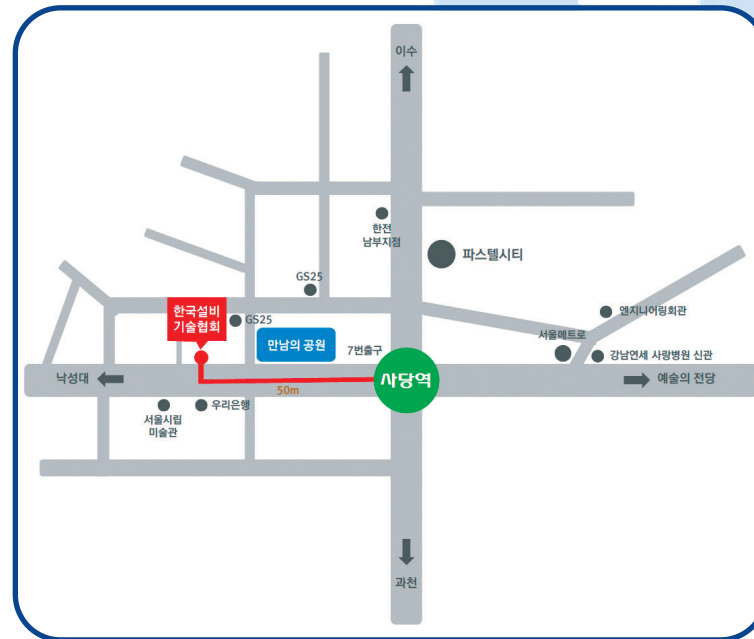 이수
한전
남부지점
파스텔시티
GS25
한국설비
기술협회
GS25
만남의 공원
7번출구
엔지니어링회관
서울메트로
강남연세 사랑병원 신관
낙성대
사당역
예술의 전당
50m
서울시립
미술관
우리은행
과천